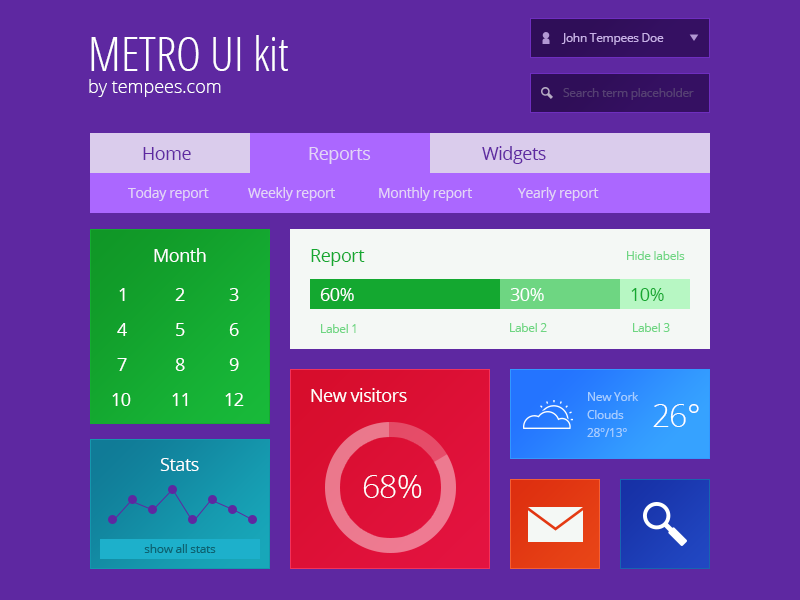 METRO UI kit
by tempees.com
John Tempees Doe
Search term placeholder
Home Reports Widgets
Today report Weekly report Monthly report Yearly report
Month
1 2 3
4 5 6
7 8 9
10 11 12
Report Hide labels
60% 30% 10%
Label 1 Label 2 Label 3
Stats
show all stats
New visitors
68%
New York
Clouds
28°/13°
26°